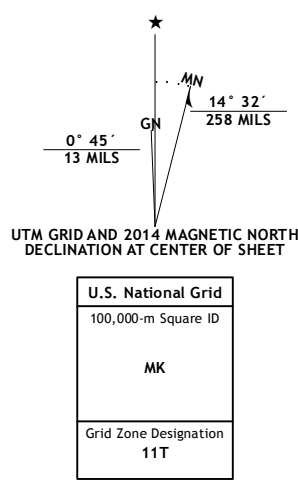 ★
MN
GN
14° 32´
258 MILS
0° 45´
13 MILS
UTM GRID AND 2014 MAGNETIC NORTH
DECLINATION AT CENTER OF SHEET
U.S. National Grid
100,000-m Square ID
MK
Grid Zone Designation
11T